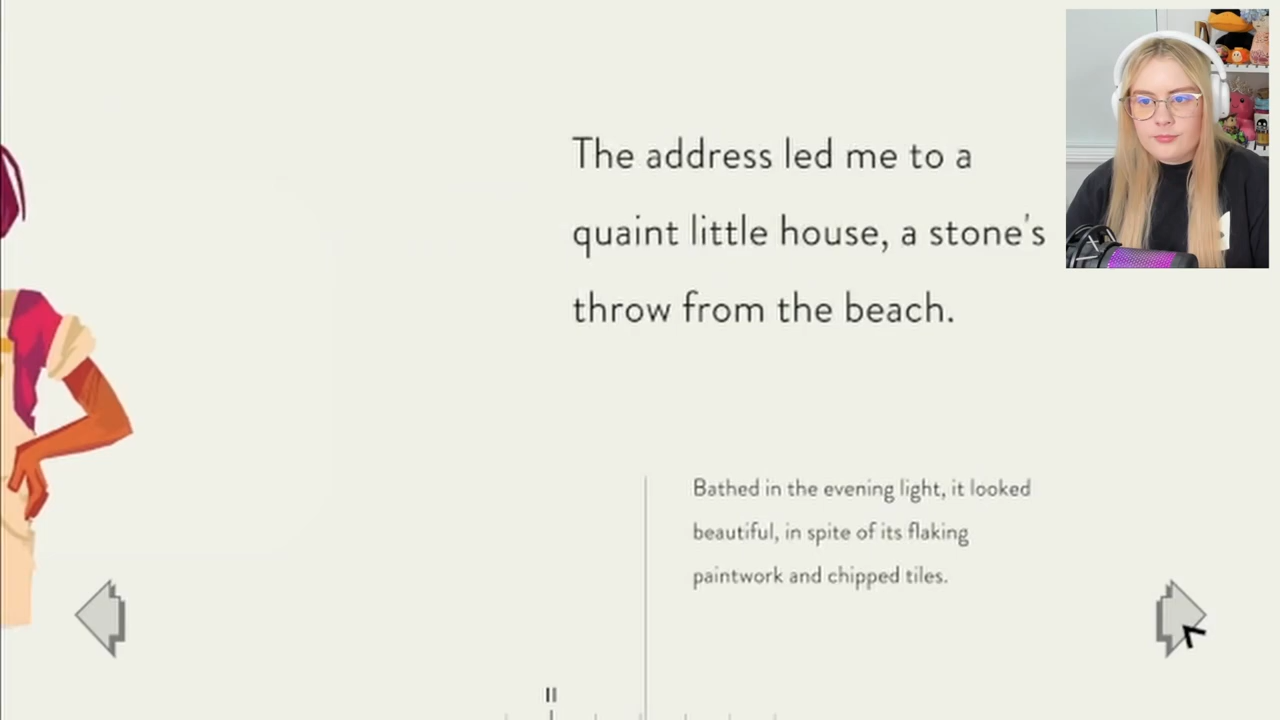 The address led me to a
quaint little house, a stone's
throw from the beach.
Bathed in the evening light, it looked
beautiful, in spite of its flaking
paintwork and chipped tiles.
II